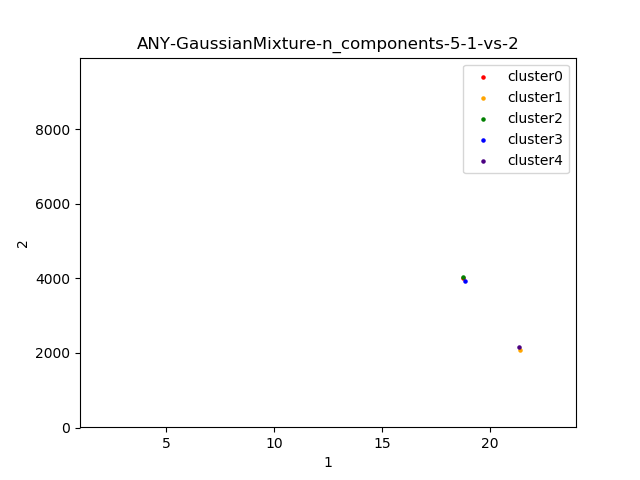 ANY-GaussianMixture-n_components-5-1-vs-2
cluster0
cluster1
cluster2
cluster3
cluster4
8000
6000
4000
2000
0
2
5
10
15
20
1